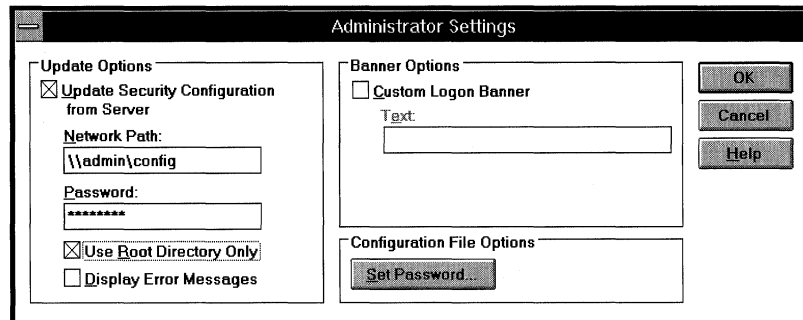 Administrator Settings
Update Options
Update Security Configuration
from Server
Network Path:
\\admin\config
Password:
********
Use Root Directory Only
Display Error Messages
Banner Options
Custom Logon Banner
Text:
Configuration File Options
Set Password...
OK
Cancel
Help